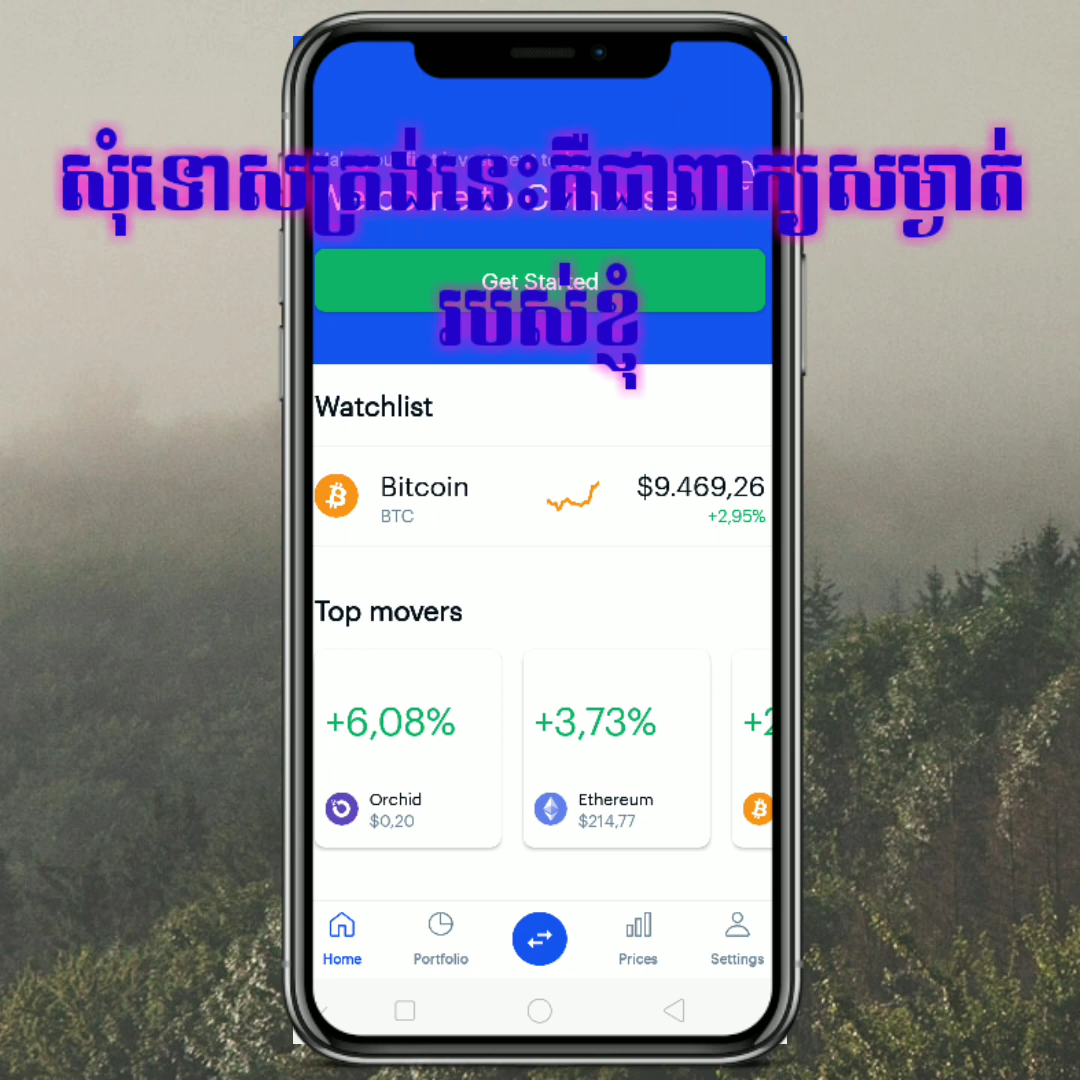 សុំទោសត្រង់នេះគឺជាពាក្យសម្ងាត់
របស់ខ្ញុំ
Get Started
Watchlist
Bitcoin
$9.469,26
BTC
+2,95%
Top movers
+6,08%
+3,73%
Orchid
$0,20
Ethereum
$214,77
Home
Portfolio
Prices
Settings